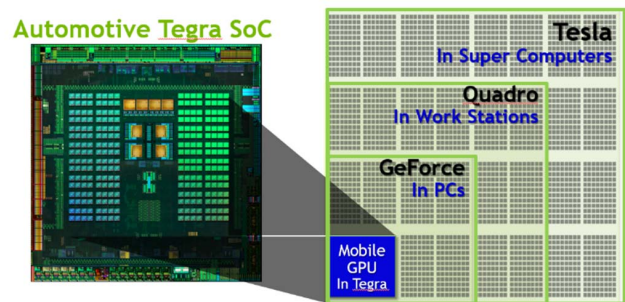 Automotive Tegra SoC
Tesla
In Super Computers
Quadro
In Work Stations
GeForce
In PCs
Mobile
GPU
In Tegra